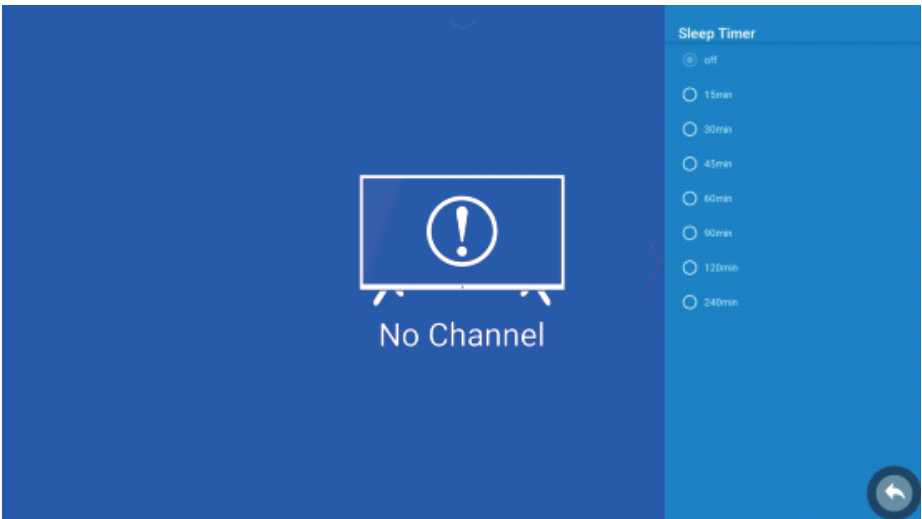 Sleep Timer
off
15min
30min
45min
60min
90min
120min
240min
No Channel